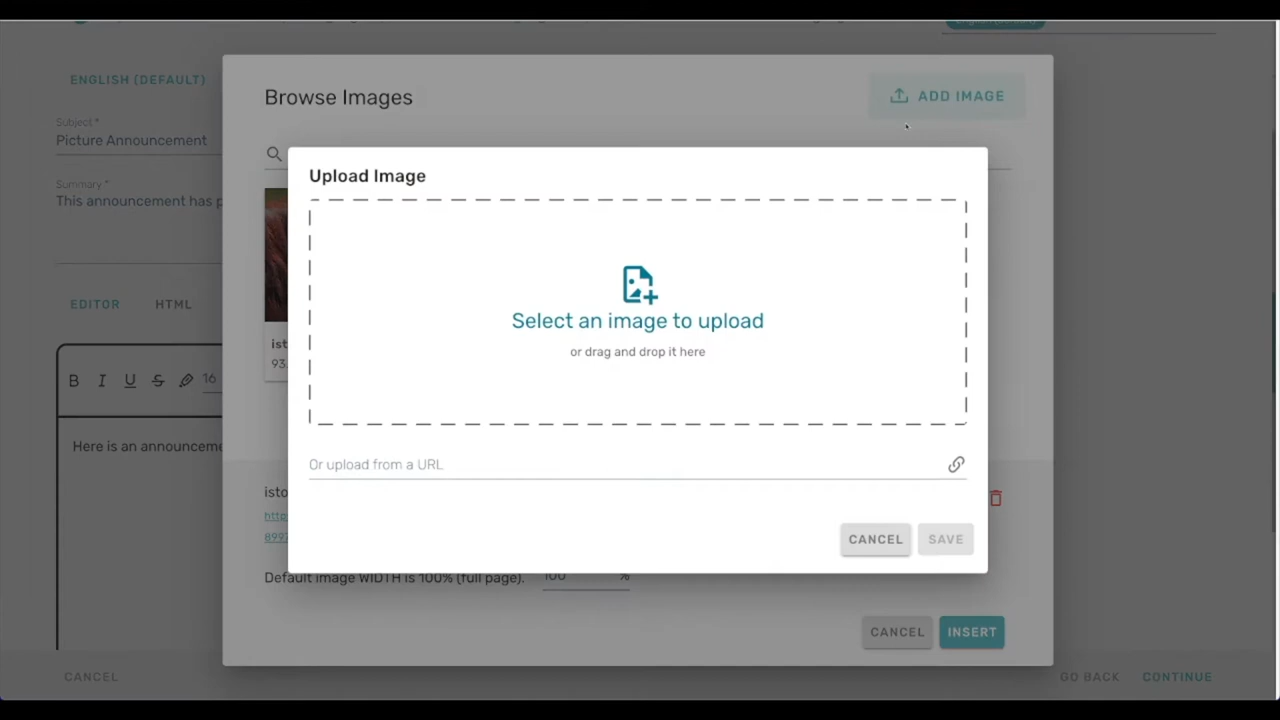 ENGLISH (DEFAULT)
Browse Images
ADD IMAGE
Subject *
Picture Announcement
Summary *
This announcement has
Upload Image
Select an image to upload
or drag and drop it here
EDITOR HTML
B I U S 16
Here is an
Or upload from a URL
CANCEL SAVE
Default image WIDTH is 100% (full page). 100 %
CANCEL INSERT
CANCEL GO BACK CONTINUE